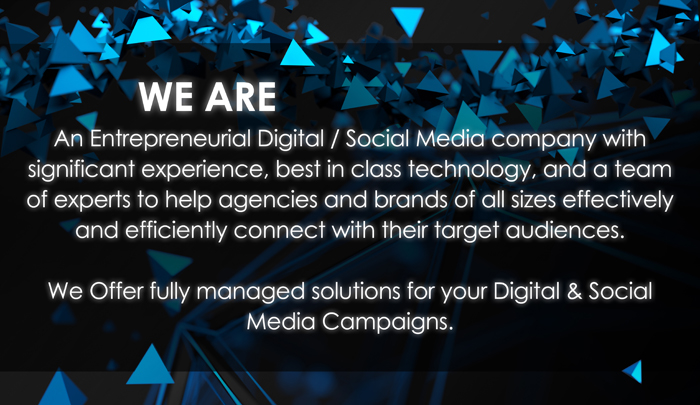 WE ARE
An Entrepreneurial Digital / Social Media company with
significant experience, best in class technology, and a team
of experts to help agencies and brands of all sizes effectively
and efficiently connect with their target audiences.
We Offer fully managed solutions for your Digital & Social
Media Campaigns.